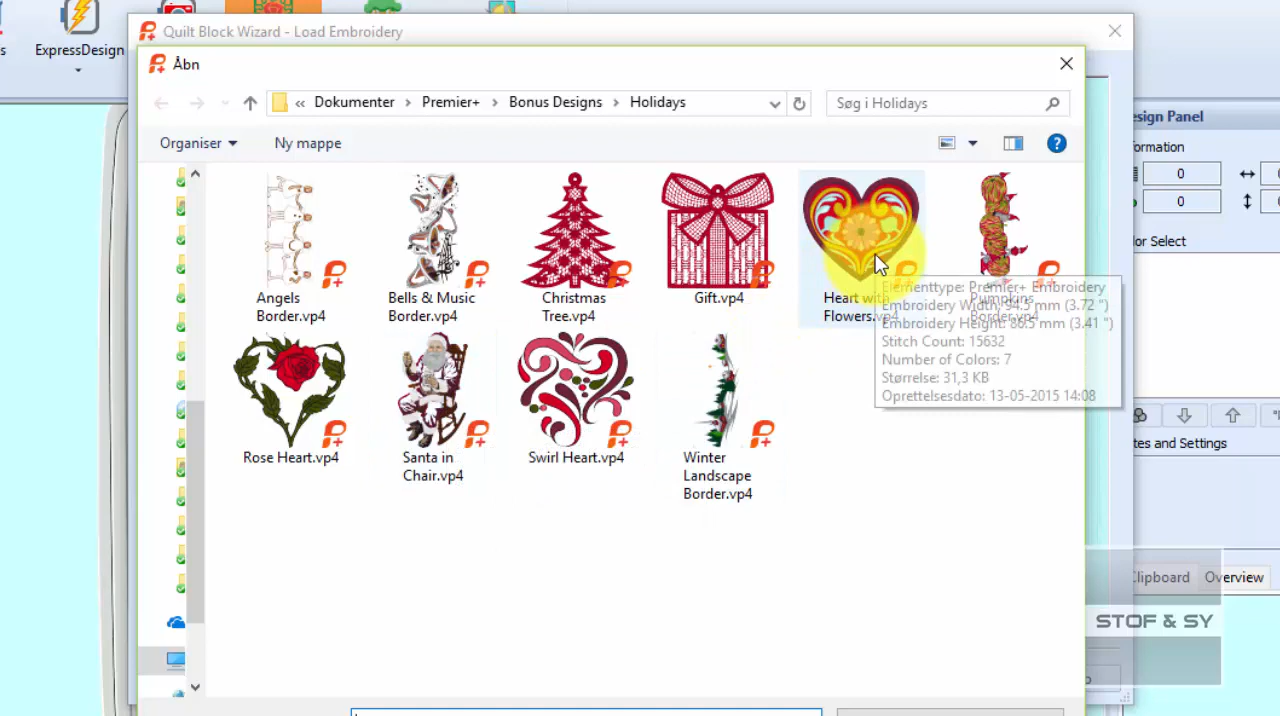 ExpressDesign
Quilt Block Wizard - Load Embroidery
Åbn
« Dokumenter › Premier+ › Bonus Designs › Holidays
Søg i Holidays
Organiser
Ny mappe
Angels
Border.vp4
Bells & Music
Border.vp4
Christmas
Tree.vp4
Gift.vp4
Heart with
Flowers.vp4
Pumpkins
Border.vp4
Elementtype: Premier+ Embroidery
Embroidery Width: 94.5 mm (3.72 ")
Embroidery Height: 86.5 mm (3.41 ")
Stitch Count: 15632
Number of Colors: 7
Størrelse: 31,3 KB
Oprettelsesdato: 13-05-2015 14:08
Rose Heart.vp4
Santa in
Chair.vp4
Swirl Heart.vp4
Winter
Landscape
Border.vp4
esign Panel
formation
0
0
lor Select
tes and Settings
Clipboard
Overview
STOF & SY